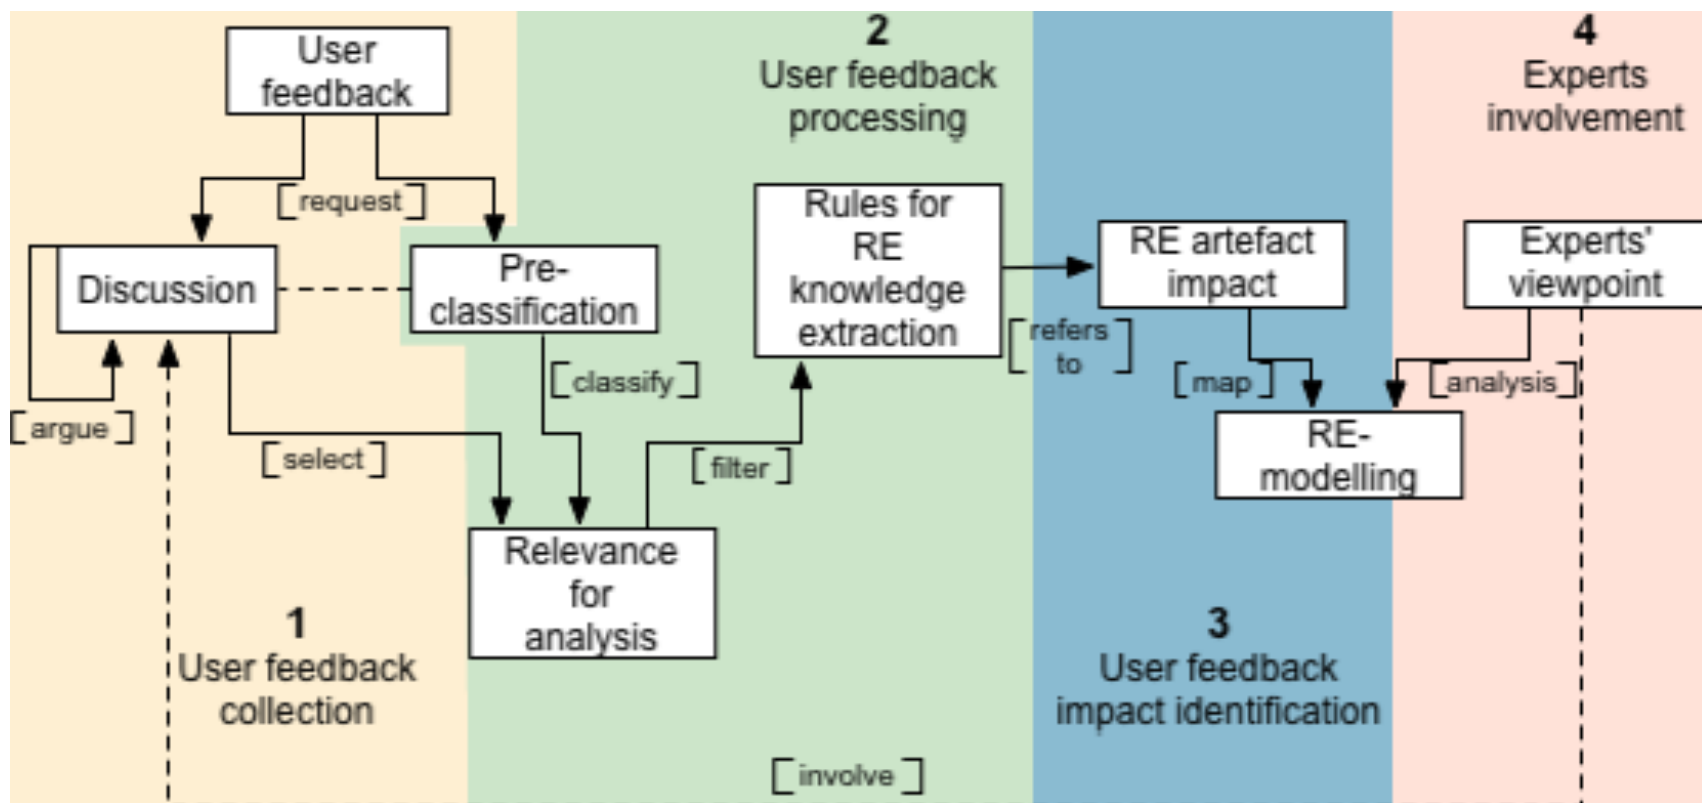 User
feedback
[request]
Discussion
Pre-
classification
[argue]
[select]
[classify]
1
User feedback
collection
2
User feedback
processing
Rules for
RE
knowledge
extraction
[filter]
Relevance
for
analysis
[refers
to]
RE artefact
impact
[map]
RE-
modelling
3
User feedback
impact identification
4
Experts
involvement
Experts'
viewpoint
[analysis]
[involve]